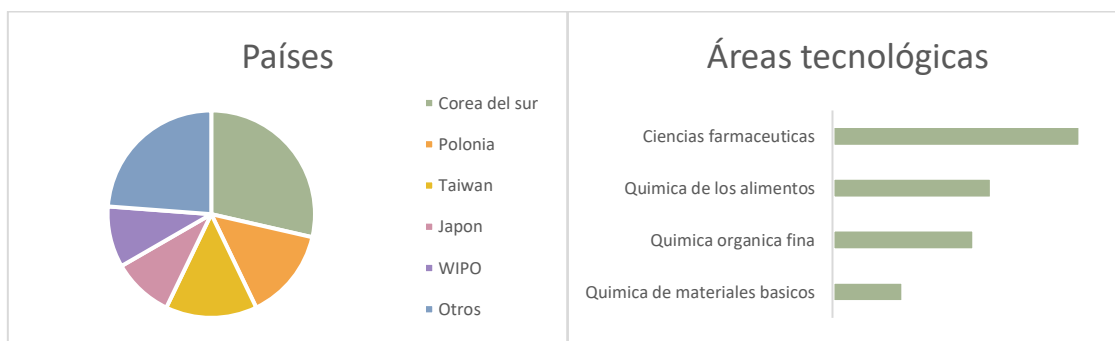 Países
Corea del sur
Polonia
Taiwan
Japon
WIPO
Otros
Áreas tecnológicas
Ciencias farmaceuticas
Quimica de los alimentos
Quimica organica fina
Quimica de materiales basicos